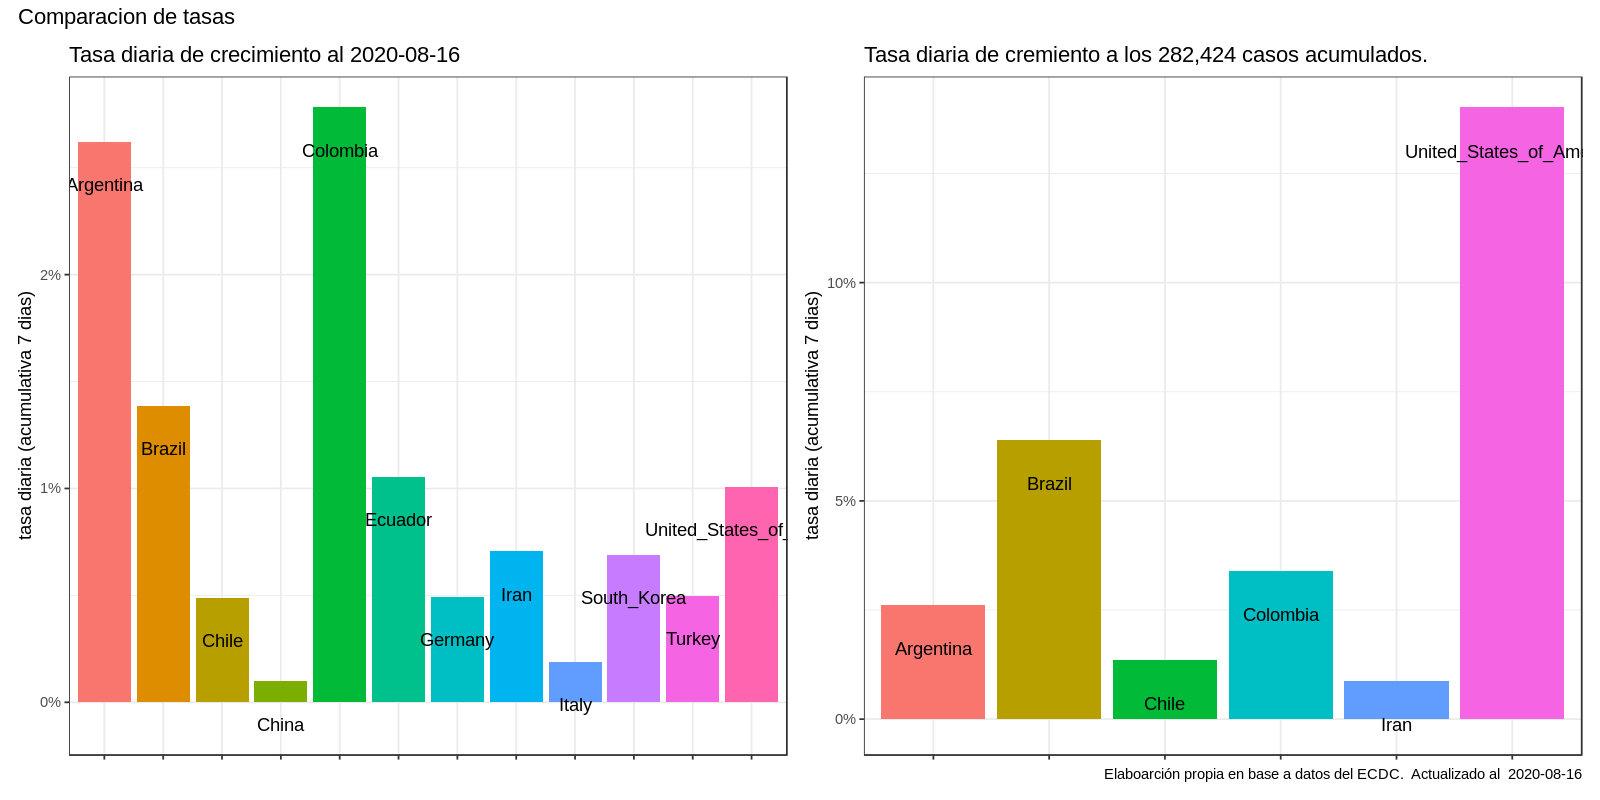 Comparacion de tasas
Tasa diaria de crecimiento al 2020-08-16
tasa diaria (acumulativa 7 dias)
2%
1%
0%
Argentina
Brazil
Chile
China
Colombia
Ecuador
Germany
Iran
Italy
South_Korea
Turkey
United_States_of_
Tasa diaria de cremiento a los 282,424 casos acumulados.
tasa diaria (acumulativa 7 dias)
10%
5%
0%
Argentina
Brazil
Chile
Colombia
Iran
United_States_of_Am
Elaboarción propia en base a datos del ECDC. Actualizado al 2020-08-16